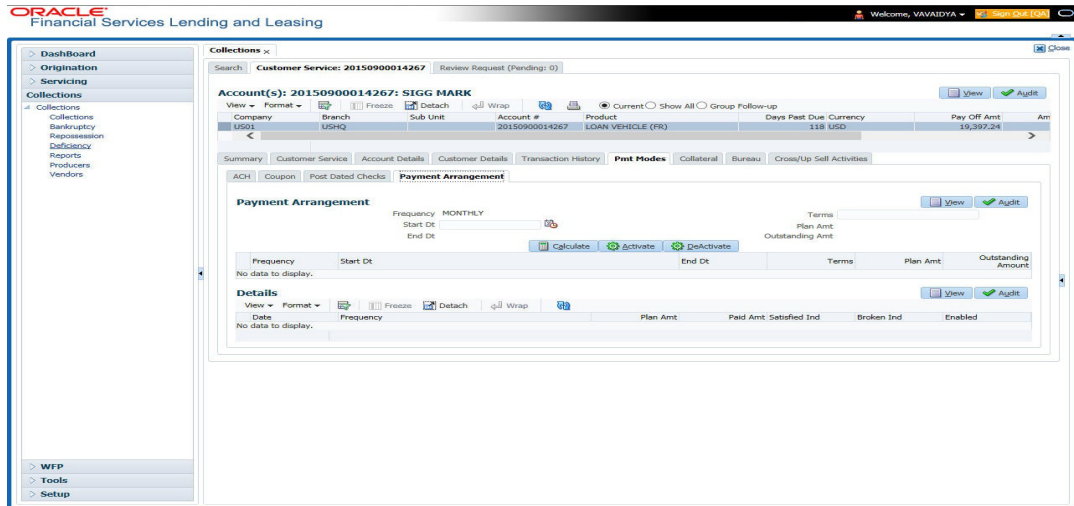 ORACLE®
Financial Services Lending and Leasing
Welcome, VAVAIDYA
Sign Out [QA]
Close
DashBoard
Origination
Servicing
Collections
Collections
Collections
Bankruptcy
Repossession
Deficiency
Reports
Producers
Vendors
WFP
Tools
Setup
Collections x
Search Customer Service: 20150900014267 Review Request (Pending: 0)
Account(s): 20150900014267: SIGG MARK View Audit
View Format Freeze Detach Wrap Current Show All Group Follow-up
Company Branch Sub Unit Account # Product Days Past Due Currency Pay Off Amt Am
US01 USHQ 20150900014267 LOAN VEHICLE (FR) 118 USD 19,397.24
Summary Customer Service Account Details Customer Details Transaction History Pmt Modes Collateral Bureau Cross/Up Sell Activities
ACH Coupon Post Dated Checks Payment Arrangement
Payment Arrangement View Audit
Frequency MONTHLY Terms
Start Dt Plan Amt
End Dt Outstanding Amt
Calculate Activate DeActivate
Frequency Start Dt End Dt Terms Plan Amt Outstanding Amount
No data to display.
Details View Audit
View Format Freeze Detach Wrap
Date Frequency Plan Amt Paid Amt Satisfied Ind Broken Ind Enabled
No data to display.